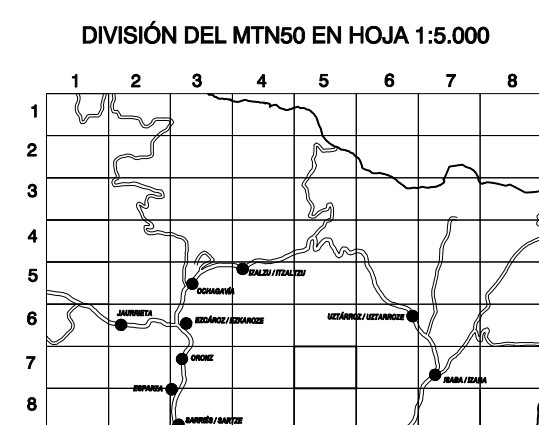 DIVISIÓN DEL MTN50 EN HOJA 1:5.000
1 2 3 4 5 6 7 8
1
2
3
4
5
IZALZU / ITZALTZU
OCHAGAVÍA
6
JAURRIETA
EZCÁROZ / EZKAROZE
UZTÁRROZ / UZTARROZE
7
ORONZ
ISABA / IZABA
ESPARZA
8
SARRIÉS / SARTZE